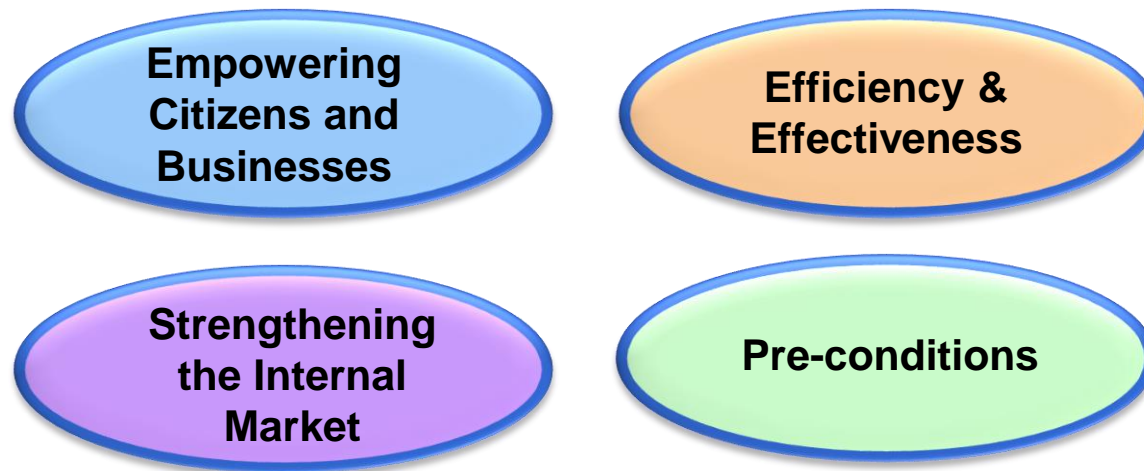 Empowering
Citizens and
Businesses
Efficiency &
Effectiveness
Strengthening
the Internal
Market
Pre-conditions